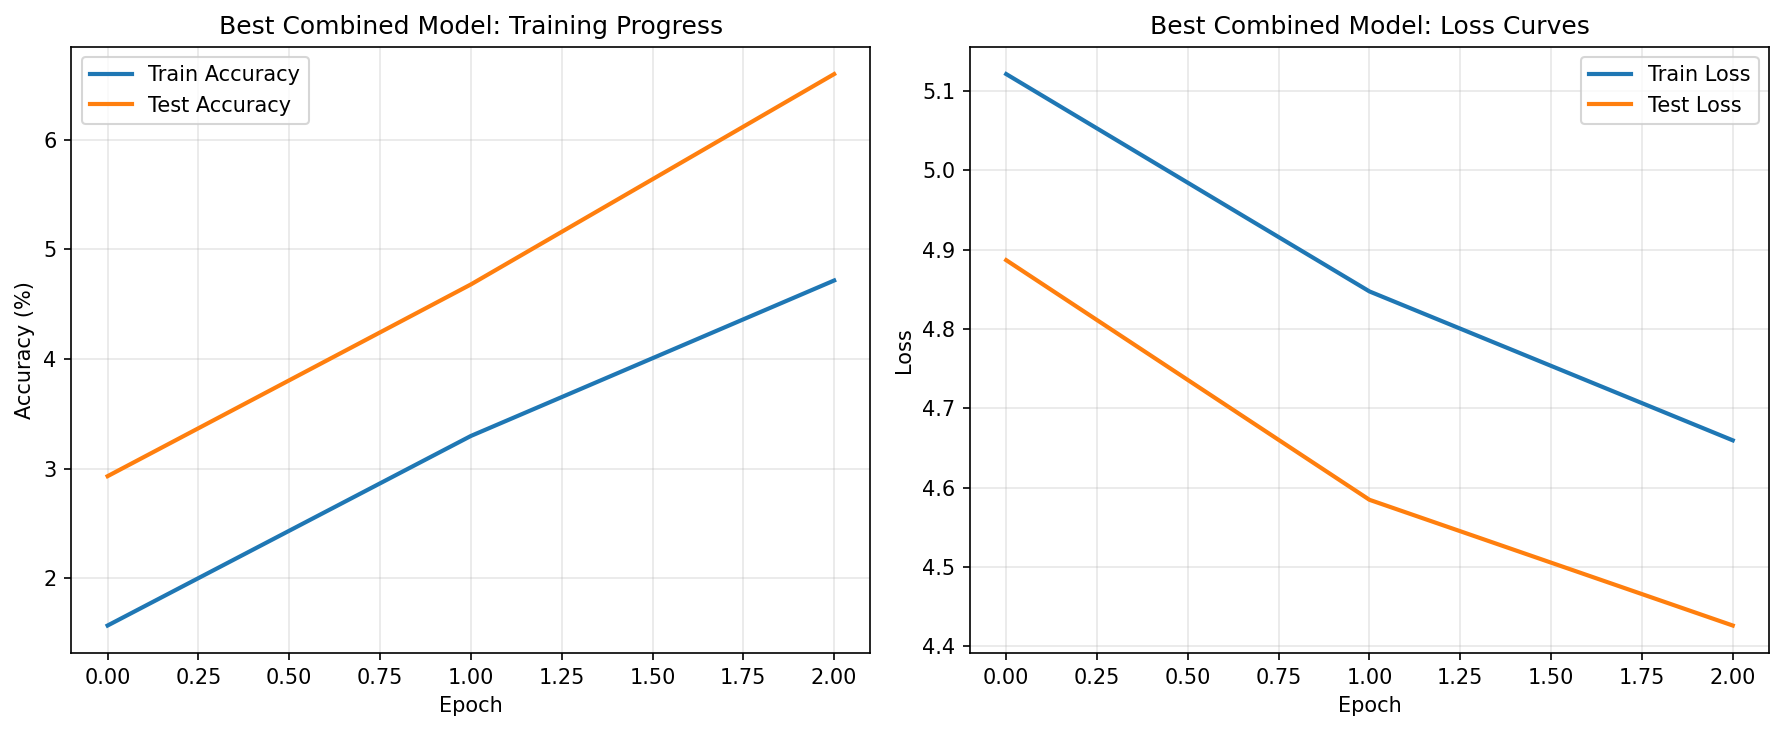 Best Combined Model: Training Progress
Train Accuracy
Test Accuracy
Accuracy (%)
6
5
4
3
2
0.00 0.25 0.50 0.75 1.00 1.25 1.50 1.75 2.00
Epoch
Best Combined Model: Loss Curves
Train Loss
Test Loss
Loss
5.1
5.0
4.9
4.8
4.7
4.6
4.5
4.4
0.00 0.25 0.50 0.75 1.00 1.25 1.50 1.75 2.00
Epoch